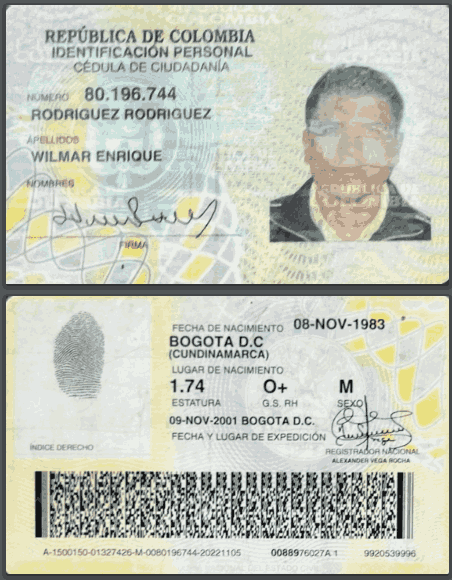 REPÚBLICA DE COLOMBIA
IDENTIFICACIÓN PERSONAL
CÉDULA DE CIUDADANÍA
NÚMERO 80.196.744
RODRIGUEZ RODRIGUEZ
APELLIDOS
WILMAR ENRIQUE
NOMBRES
FIRMA
FECHA DE NACIMIENTO 08-NOV-1983
BOGOTA D.C
(CUNDINAMARCA)
LUGAR DE NACIMIENTO
1.74 O+ M
ESTATURA G.S. RH SEXO
09-NOV-2001 BOGOTA D.C.
FECHA Y LUGAR DE EXPEDICIÓN
REGISTRADOR NACIONAL
ALEXANDER VEGA ROCHA
ÍNDICE DERECHO
A-1500150-01327426-M-0080196744-20221105 0088976027A 1 9920539996